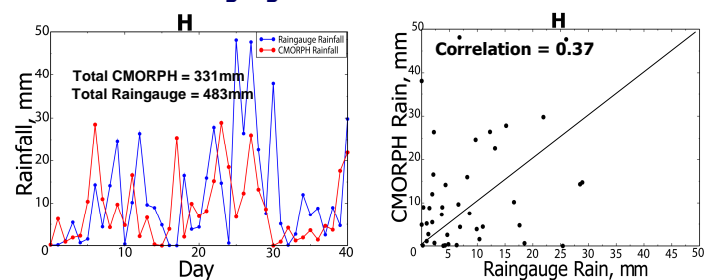 H
Raingauge Rainfall
CMORPH Rainfall
Total CMORPH = 331mm
Total Raingauge = 483mm
Rainfall, mm
50
40
30
20
10
0
0 10 20 30 40
Day
H
Correlation = 0.37
CMORPH Rain, mm
50
40
30
20
10
0
0 5 10 15 20 25 30 35 40 45 50
Raingauge Rain, mm